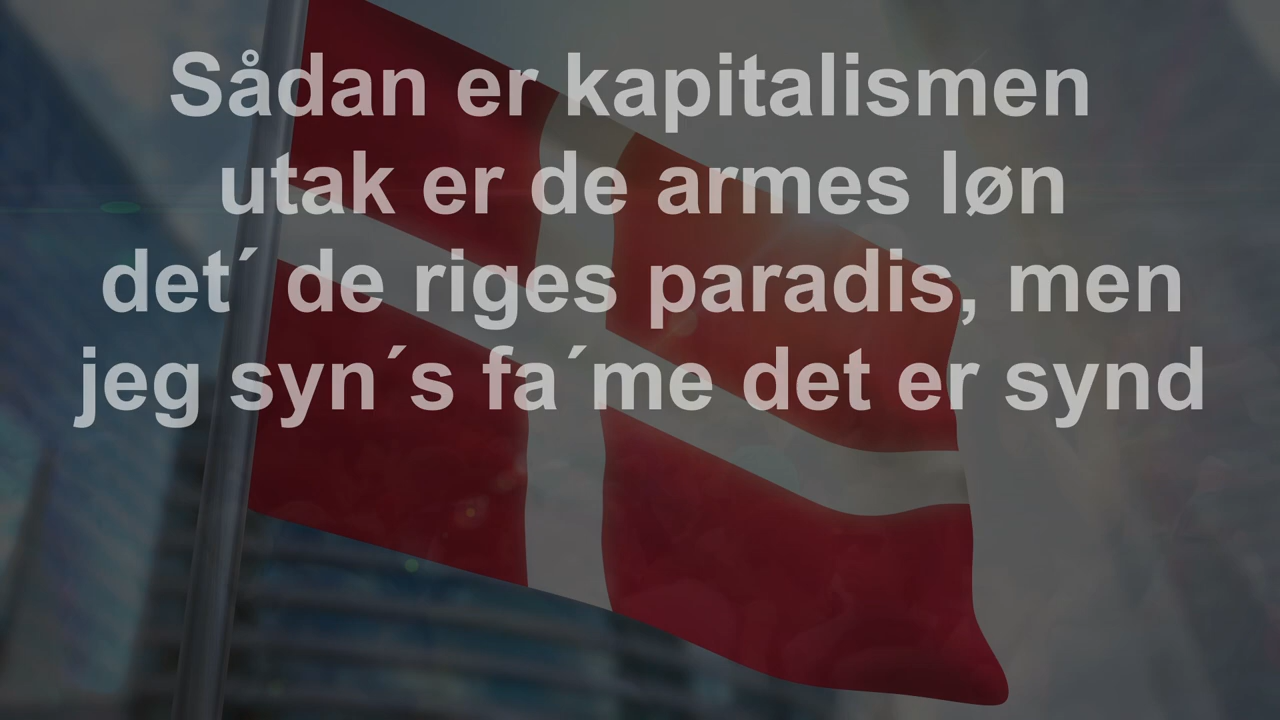 Sådan er kapitalismen
utak er de armes løn
det´ de riges paradis, men
jeg syn´s fa´me det er synd